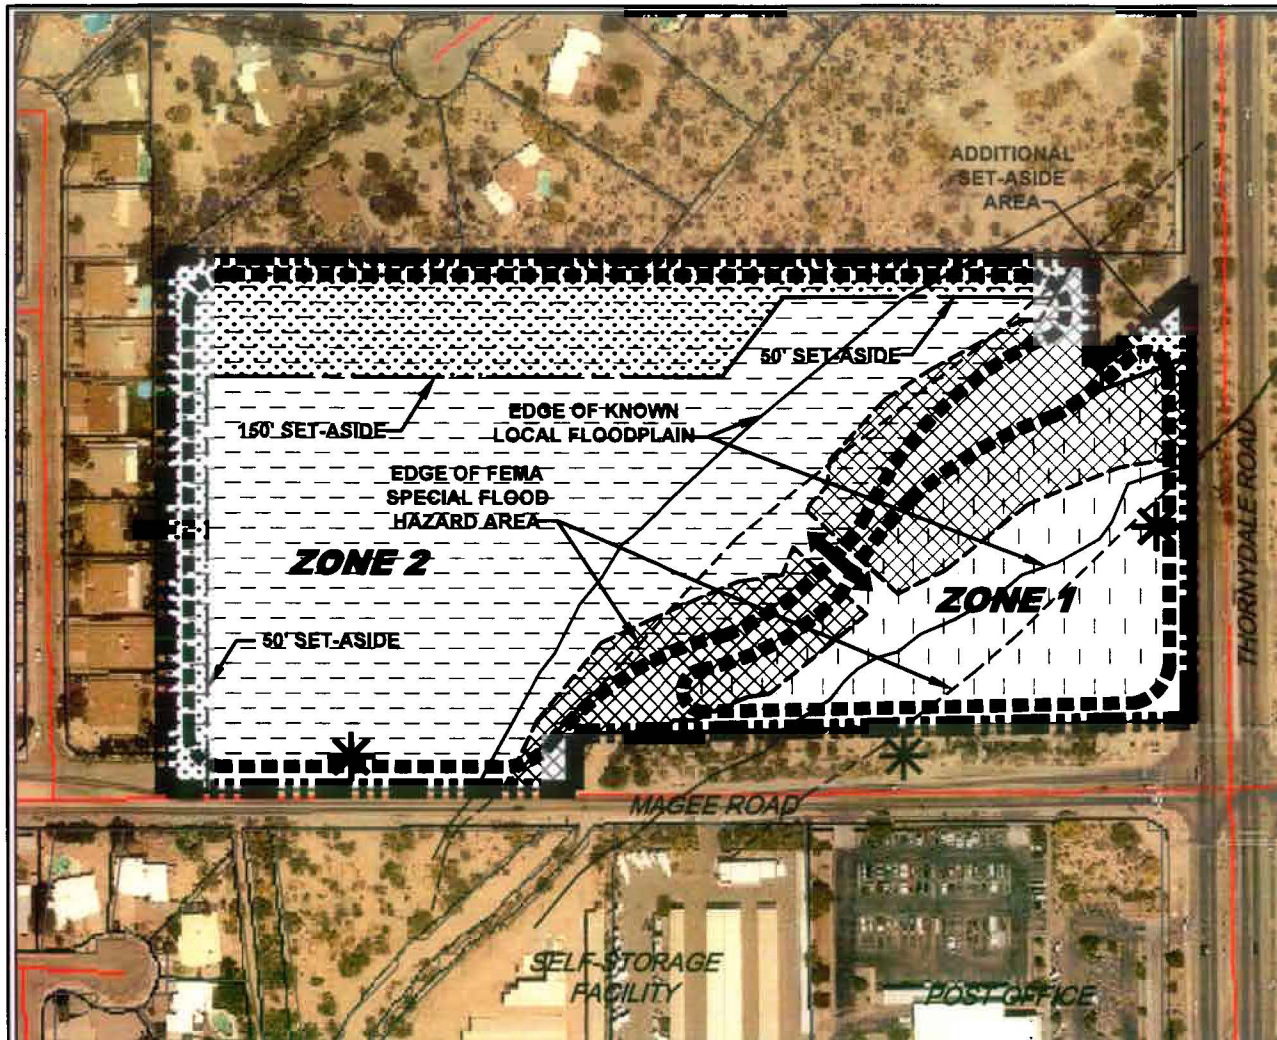 ADDITIONAL
SET-ASIDE
AREA
50' SET-ASIDE
EDGE OF KNOWN
LOCAL FLOODPLAIN
150' SET-ASIDE
EDGE OF FEMA
SPECIAL FLOOD
HAZARD AREA
ZONE 2
ZONE 1
THORNYDALE ROAD
50' SET-ASIDE
MAGEE ROAD
SELF-STORAGE
FACILITY
POST OFFICE